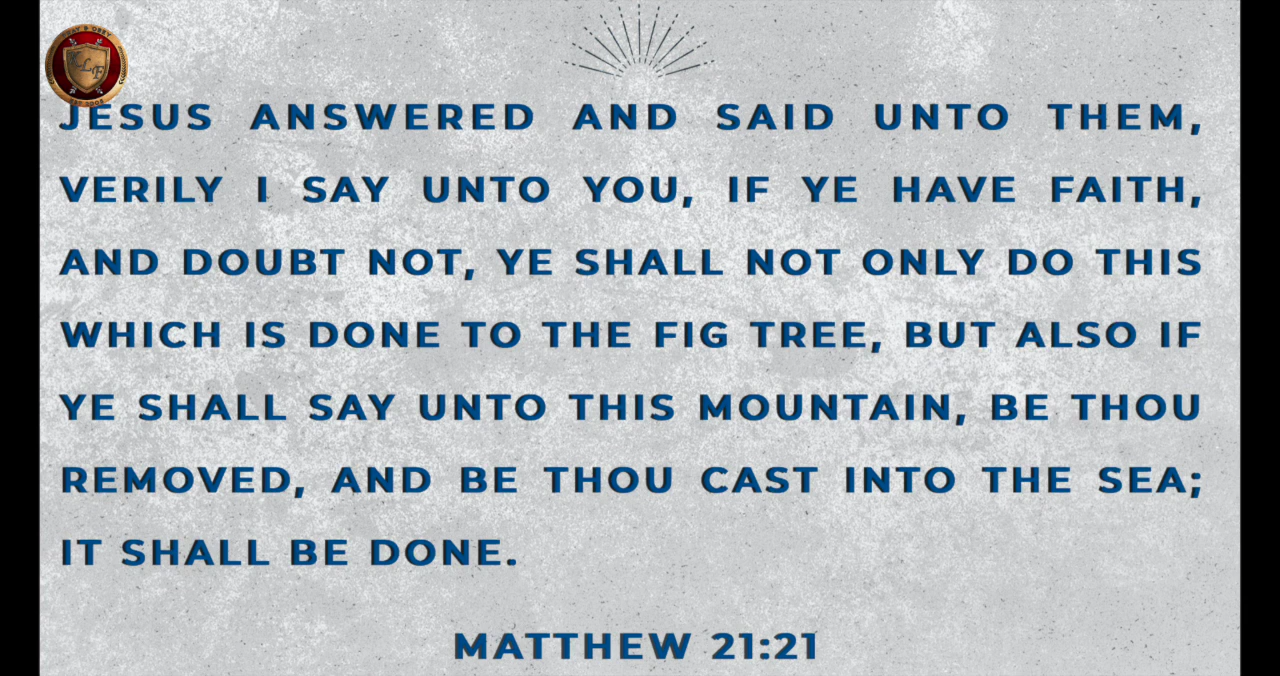 EST 2003
JESUS ANSWERED AND SAID UNTO THEM,
VERILY I SAY UNTO YOU, IF YE HAVE FAITH,
AND DOUBT NOT, YE SHALL NOT ONLY DO THIS
WHICH IS DONE TO THE FIG TREE, BUT ALSO IF
YE SHALL SAY UNTO THIS MOUNTAIN, BE THOU
REMOVED, AND BE THOU CAST INTO THE SEA;
IT SHALL BE DONE.
MATTHEW 21:21